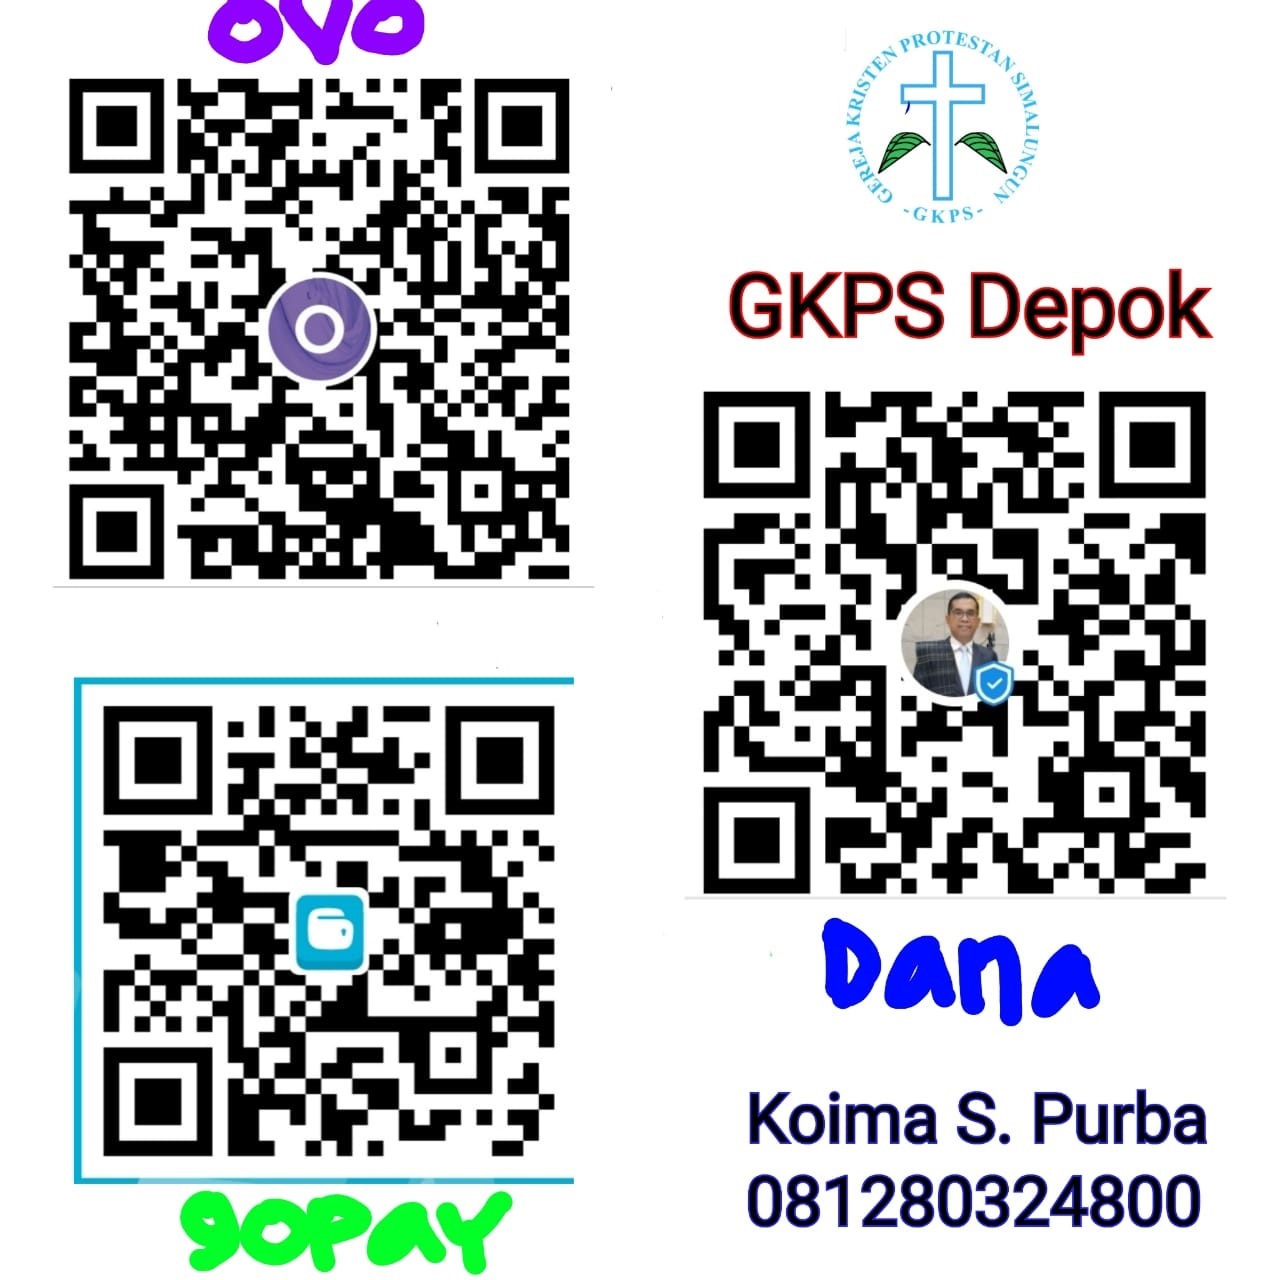 ovo
GEREJA KRISTEN PROTESTAN SIMALUNGUN
-GKPS-
GKPS Depok
gopay
Dana
Koima S. Purba
081280324800